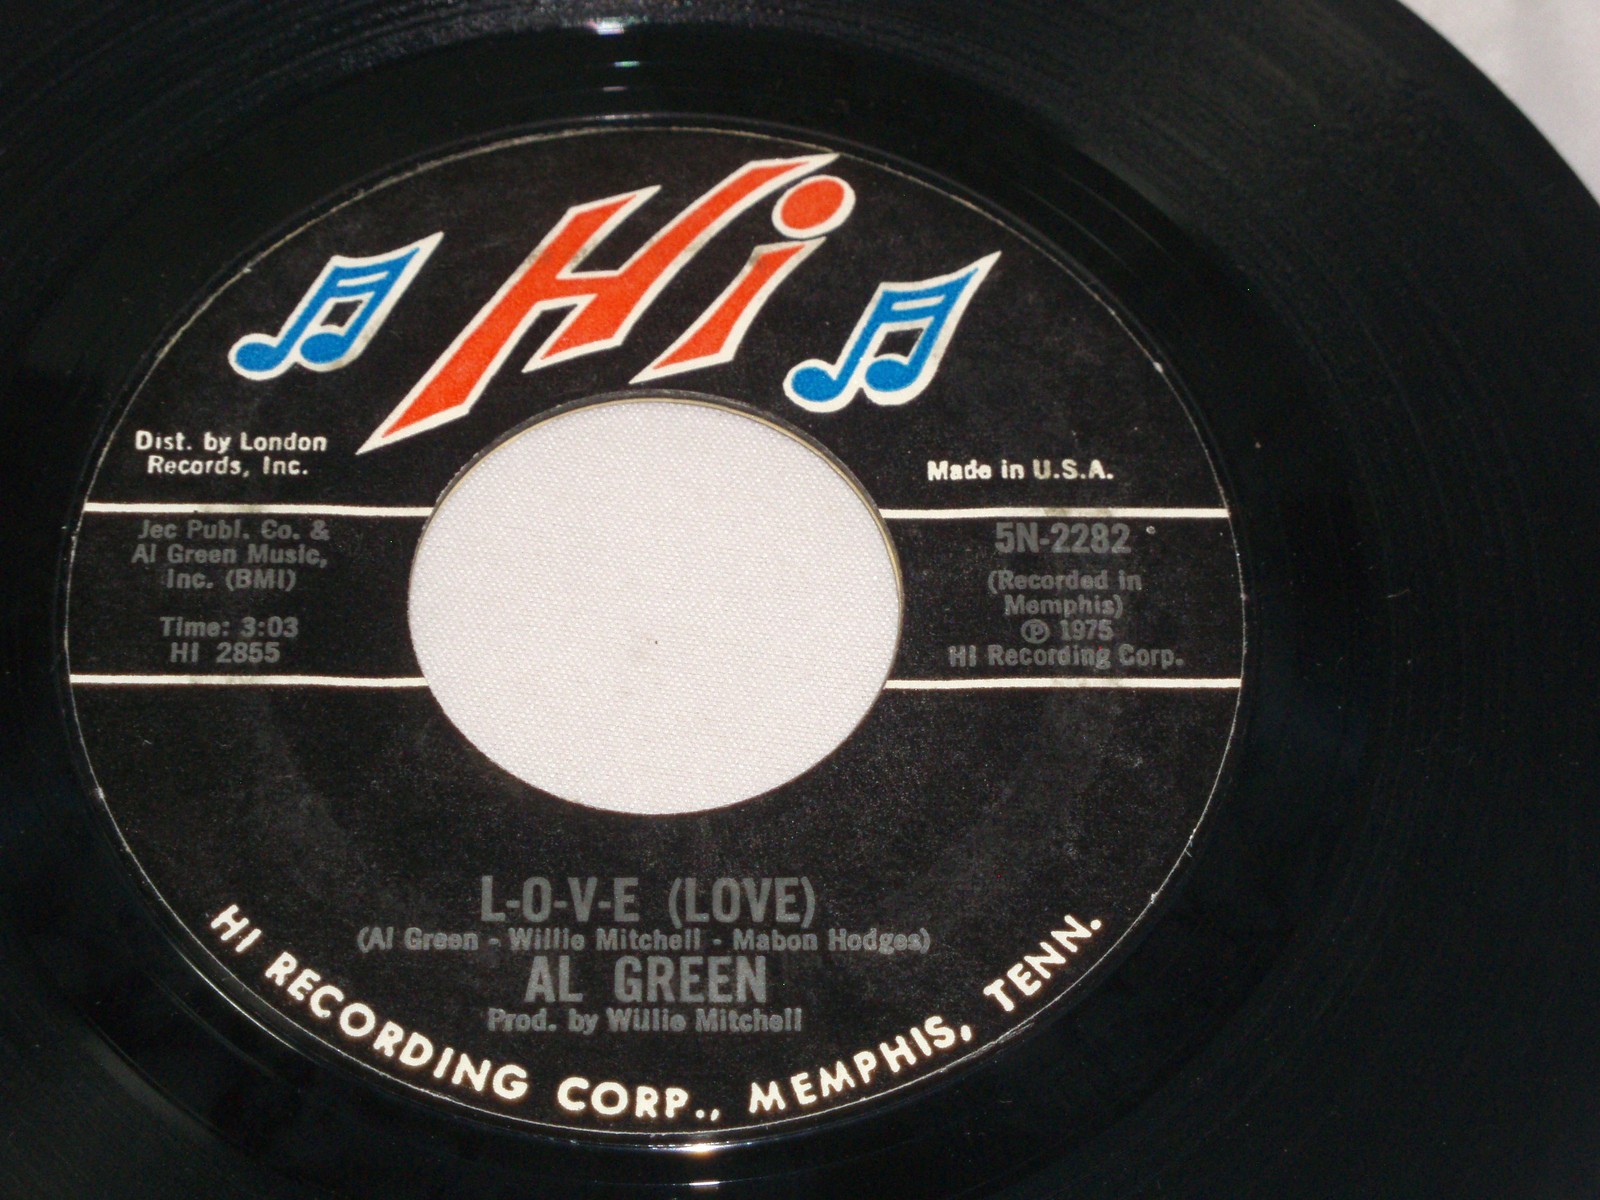 Hi
Dist. by London
Records, Inc.
Made in U.S.A.
Jec Publ. Co. &
Al Green Music,
Inc. (BMI)
Time: 3:03
HI 2855
5N-2282
(Recorded in
Memphis)
℗ 1975
HI Recording Corp.
L-O-V-E (LOVE)
(Al Green - Willie Mitchell - Mabon Hodges)
AL GREEN
Prod. by Willie Mitchell
HI RECORDING CORP., MEMPHIS, TENN.